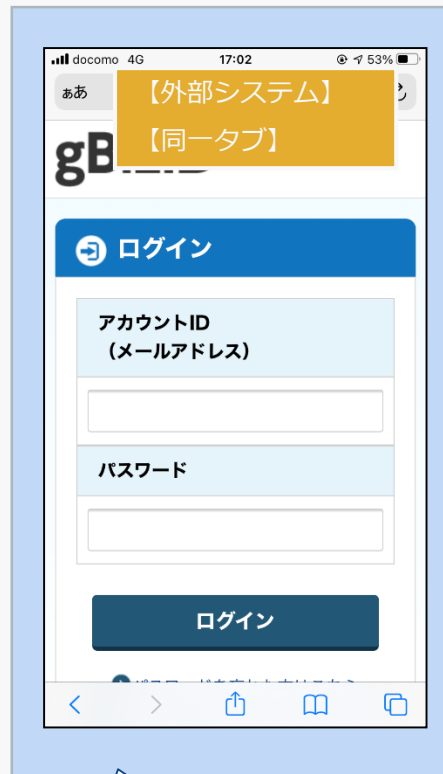 docomo 4G 17:02 53%
ぁあ
【外部システム】
【同一タブ】
gB
ログイン
アカウントID
（メールアドレス）
パスワード
ログイン